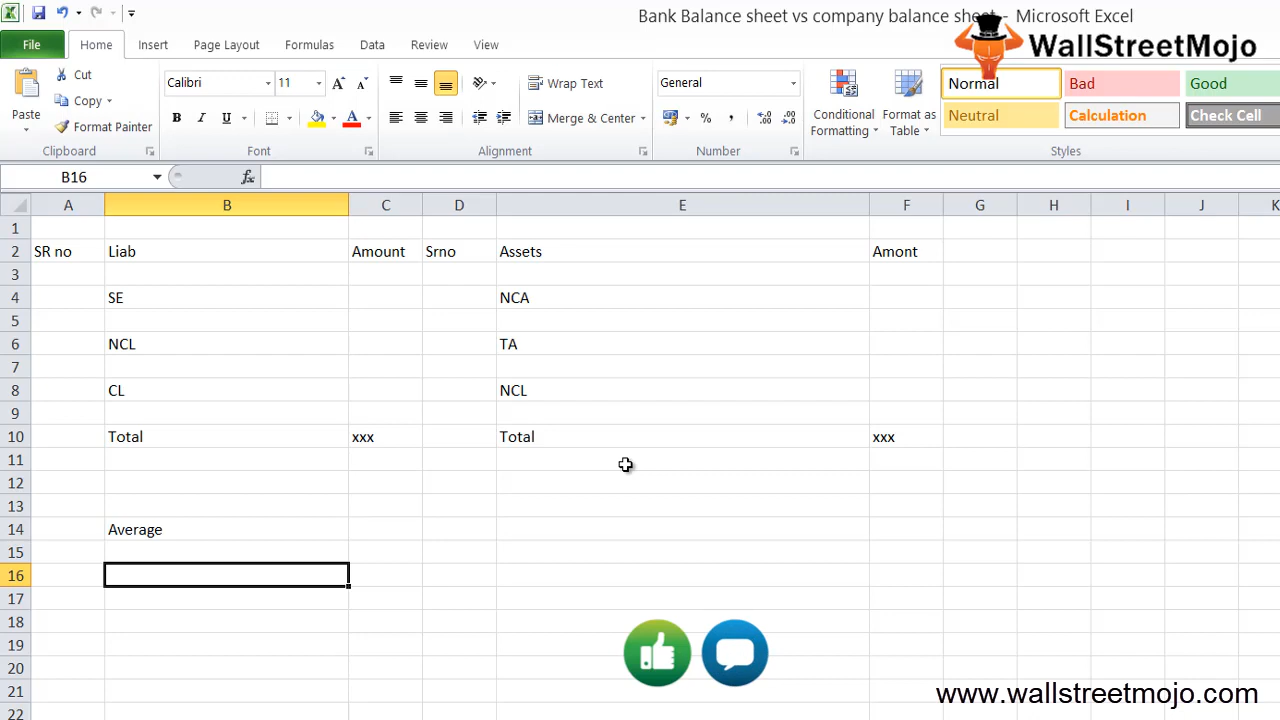 Bank Balance sheet vs company balance sheet - Microsoft Excel
WallStreetMojo
File Home Insert Page Layout Formulas Data Review View
Paste
Cut
Copy
Format Painter
Clipboard
Calibri 11
B I U A
Font
Wrap Text
Merge & Center
Alignment
General
% ,
Number
Conditional Formatting
Format as Table
Normal Bad Good
Neutral Calculation Check Cell
Styles
B16 fx
A B C D E F G H I J K
1
2 SR no Liab Amount Srno Assets Amont
3
4 SE NCA
5
6 NCL TA
7
8 CL NCL
9
10 Total xxx Total xxx
11
12
13
14 Average
15
16
17
18
19
20
21
22
www.wallstreetmojo.com